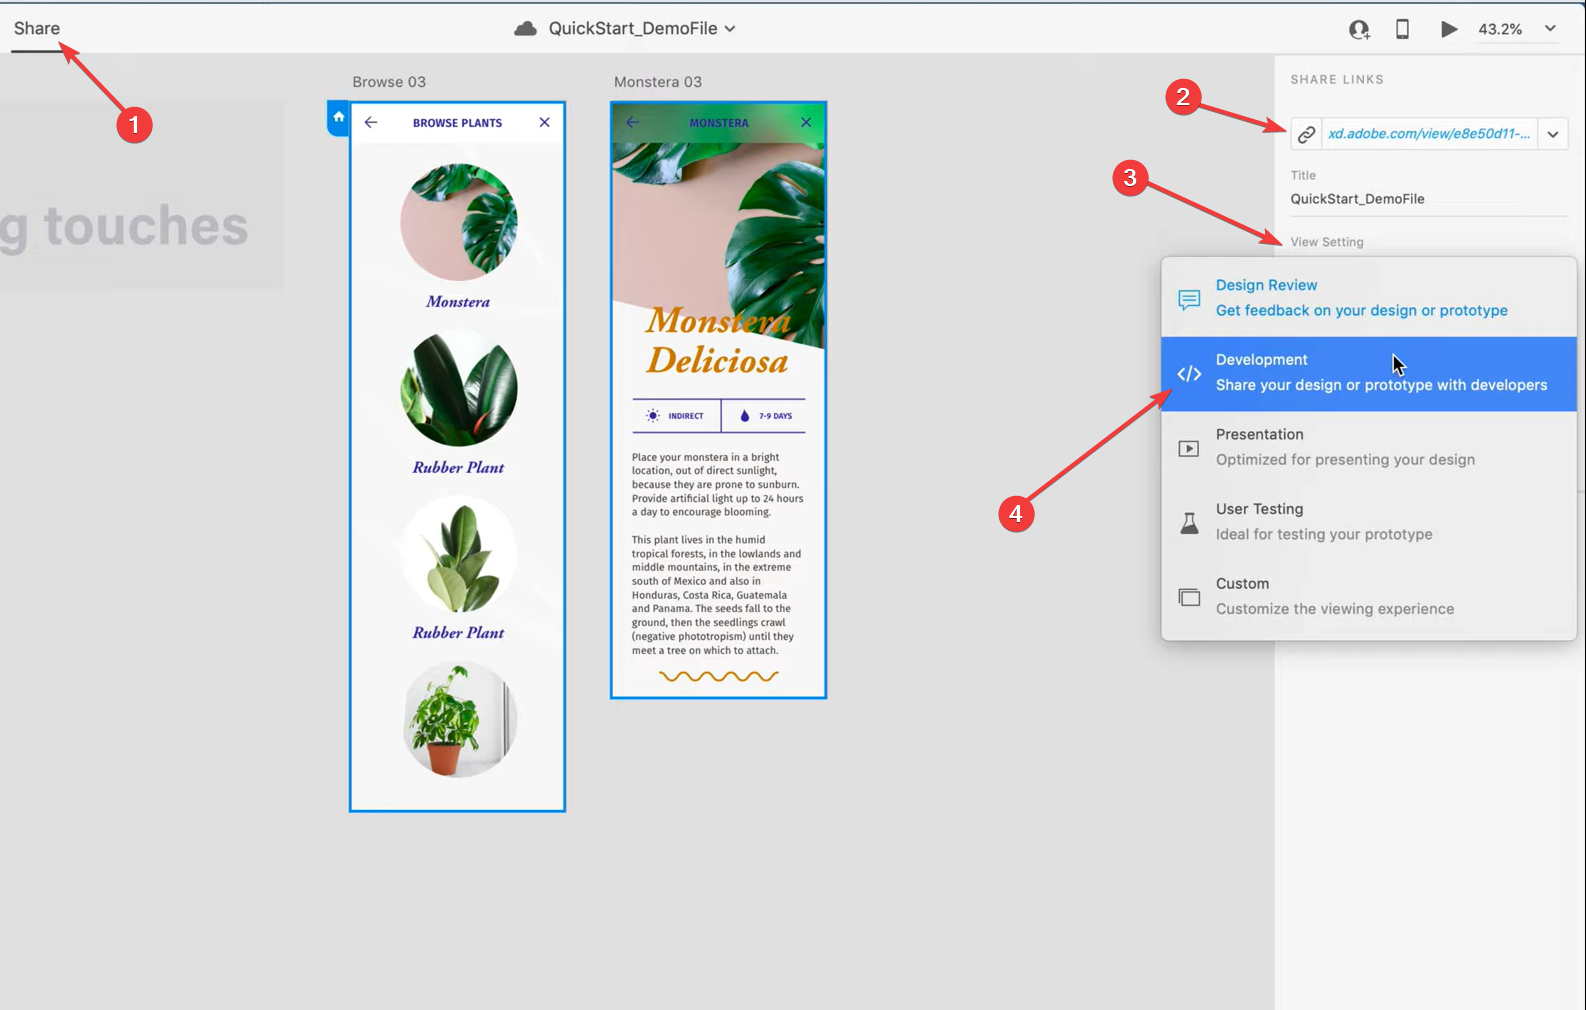 Share
QuickStart_DemoFile
43.2%
1
g touches
Browse 03
BROWSE PLANTS
Monstera
Rubber Plant
Rubber Plant
Monstera 03
MONSTERA
Monstera
Deliciosa
INDIRECT
7-9 DAYS
Place your monstera in a bright
location, out of direct sunlight,
because they are prone to sunburn.
Provide artificial light up to 24 hours
a day to encourage blooming.
This plant lives in the humid
tropical forests, in the lowlands and
middle mountains, in the extreme
south of Mexico and also in
Honduras, Costa Rica, Guatemala
and Panama. The seeds fall to the
ground, then the seedlings crawl
(negative phototropism) until they
meet a tree on which to attach.
SHARE LINKS
2
xd.adobe.com/view/e8e50d11-...
3
Title
QuickStart_DemoFile
View Setting
Design Review
Get feedback on your design or prototype
</> Development
Share your design or prototype with developers
4
Presentation
Optimized for presenting your design
User Testing
Ideal for testing your prototype
Custom
Customize the viewing experience